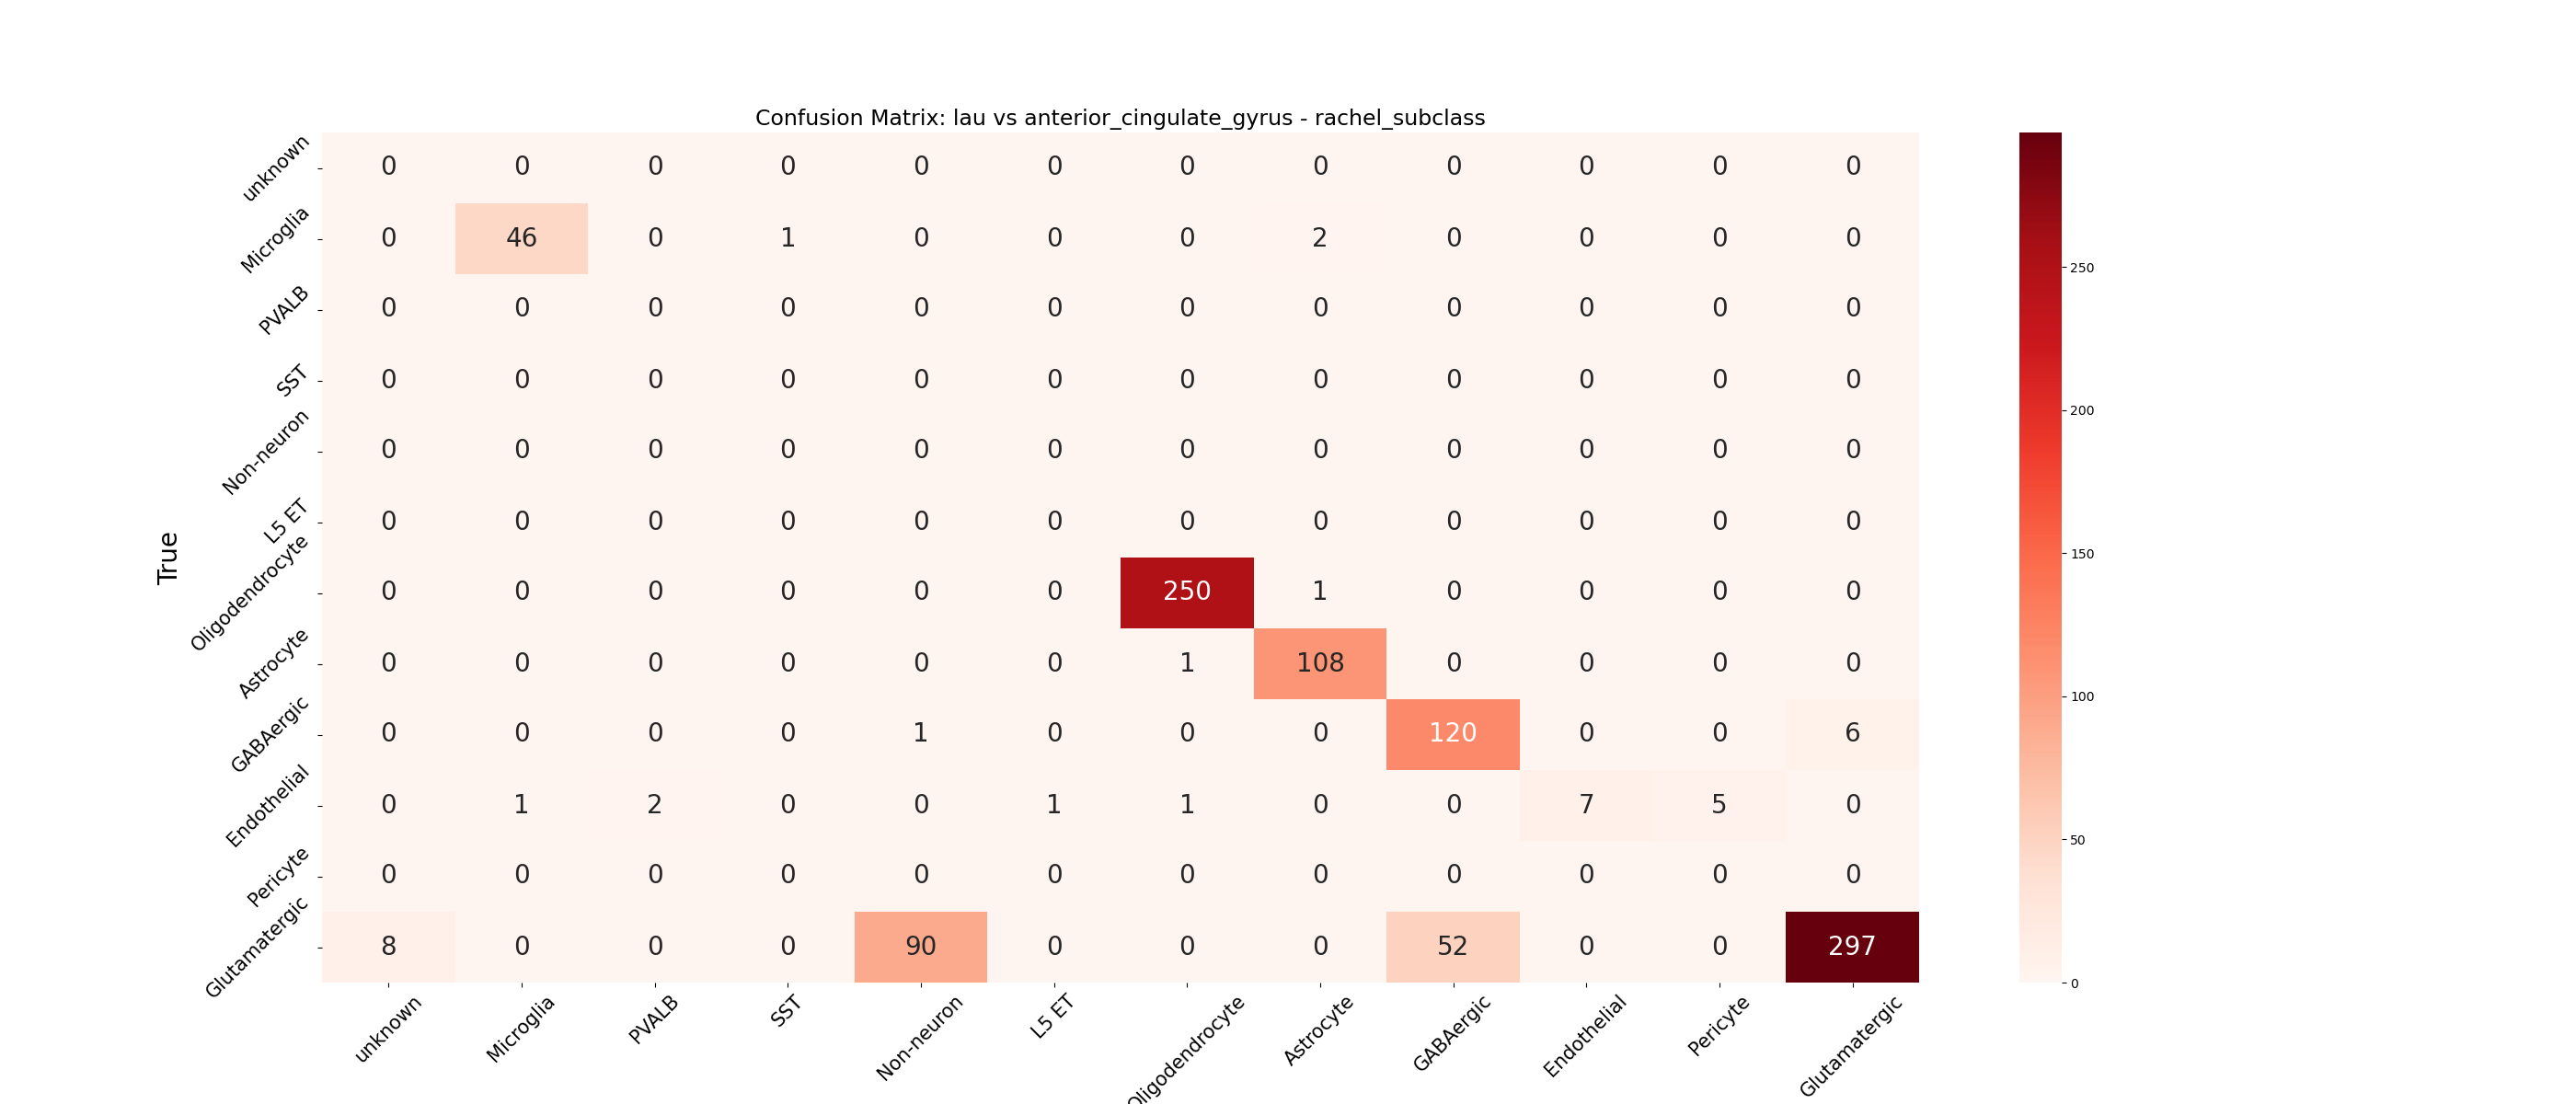 Confusion Matrix: lau vs anterior_cingulate_gyrus - rachel_subclass
True
unknown 0 0 0 0 0 0 0 0 0 0 0 0
Microglia 0 46 0 1 0 0 0 2 0 0 0 0
PVALB 0 0 0 0 0 0 0 0 0 0 0 0
SST 0 0 0 0 0 0 0 0 0 0 0 0
Non-neuron 0 0 0 0 0 0 0 0 0 0 0 0
L5 ET 0 0 0 0 0 0 0 0 0 0 0 0
Oligodendrocyte 0 0 0 0 0 0 250 1 0 0 0 0
Astrocyte 0 0 0 0 0 0 1 108 0 0 0 0
GABAergic 0 0 0 0 1 0 0 0 120 0 0 6
Endothelial 0 1 2 0 0 1 1 0 0 7 5 0
Pericyte 0 0 0 0 0 0 0 0 0 0 0 0
Glutamatergic 8 0 0 0 90 0 0 0 52 0 0 297
unknown Microglia PVALB SST Non-neuron L5 ET Oligodendrocyte Astrocyte GABAergic Endothelial Pericyte Glutamatergic
250
200
150
100
50
0